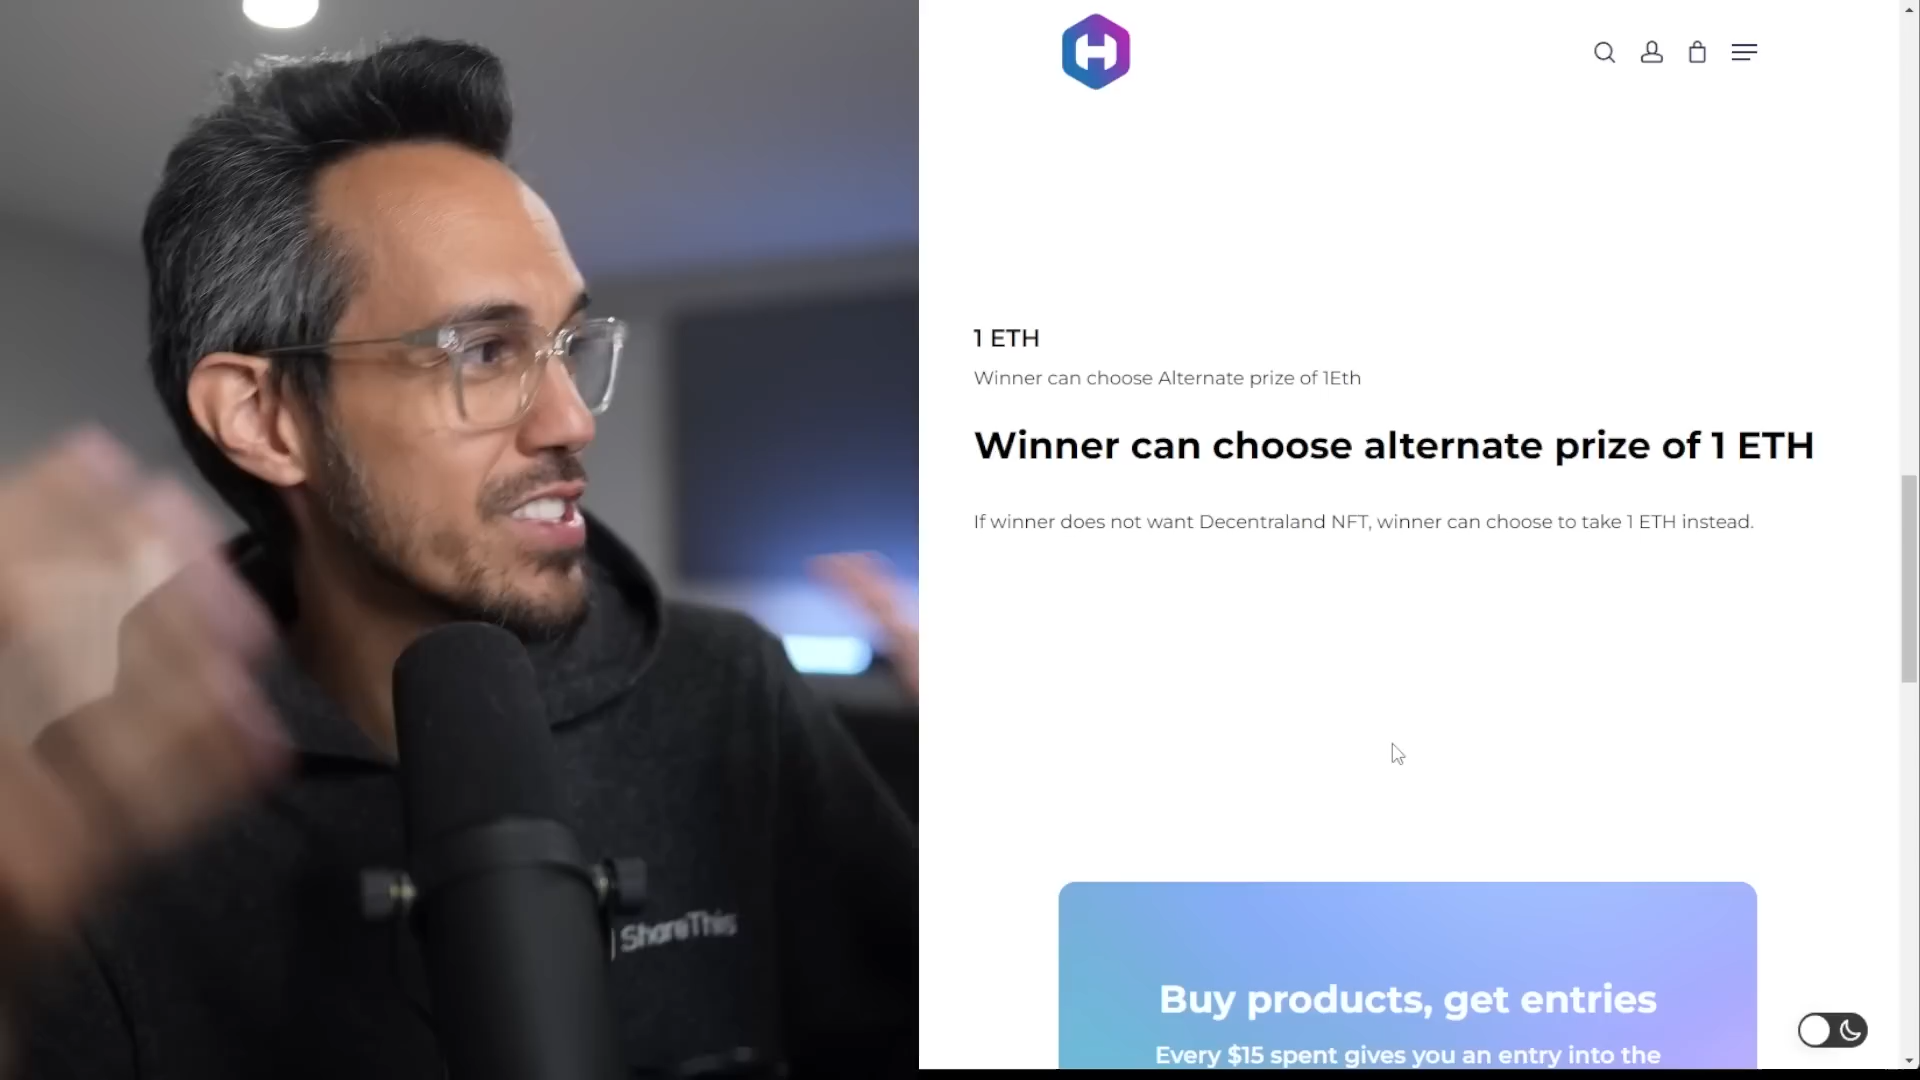 1 ETH
Winner can choose Alternate prize of 1Eth
Winner can choose alternate prize of 1 ETH
If winner does not want Decentraland NFT, winner can choose to take 1 ETH instead.
Buy products, get entries
Every $15 spent gives you an entry into the
ShareThis